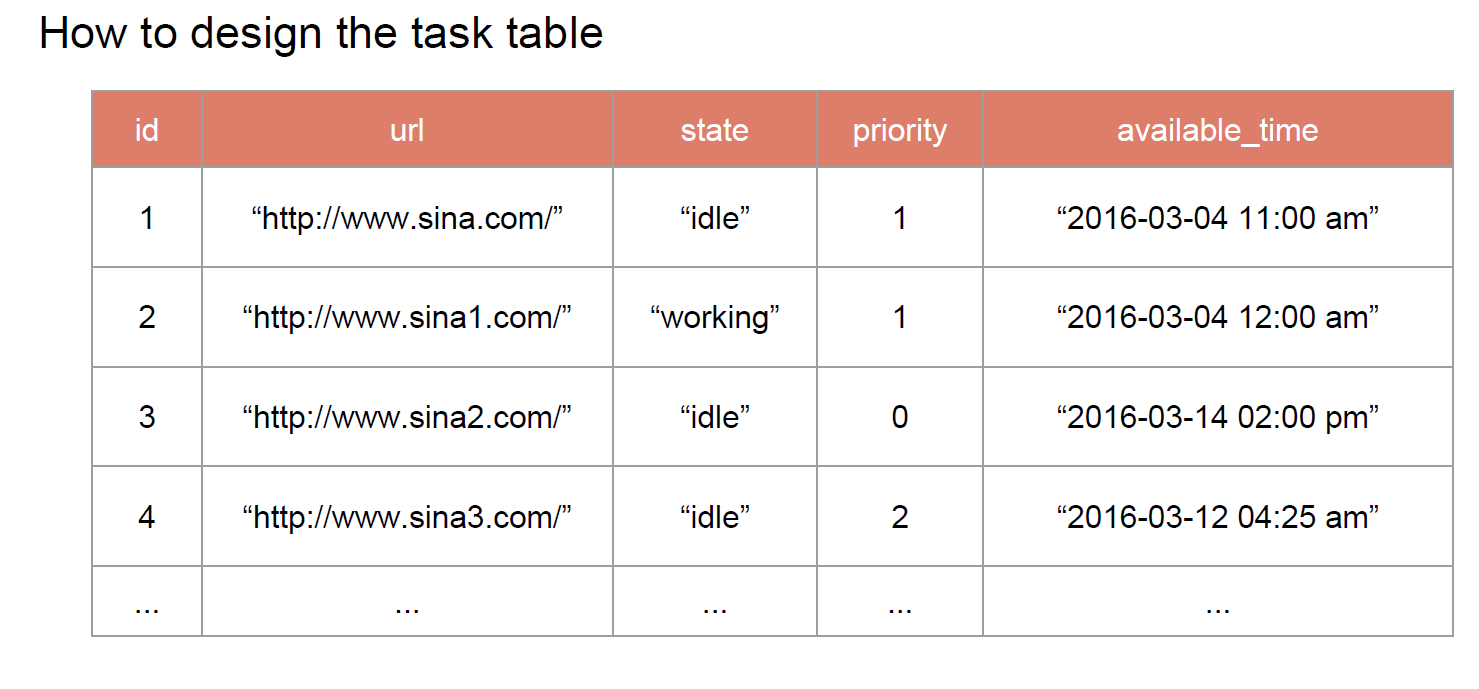 How to design the task table
id url state priority available_time
1 “http://www.sina.com/” “idle” 1 “2016-03-04 11:00 am”
2 “http://www.sina1.com/” “working” 1 “2016-03-04 12:00 am”
3 “http://www.sina2.com/” “idle” 0 “2016-03-14 02:00 pm”
4 “http://www.sina3.com/” “idle” 2 “2016-03-12 04:25 am”
... ... ... ... ...